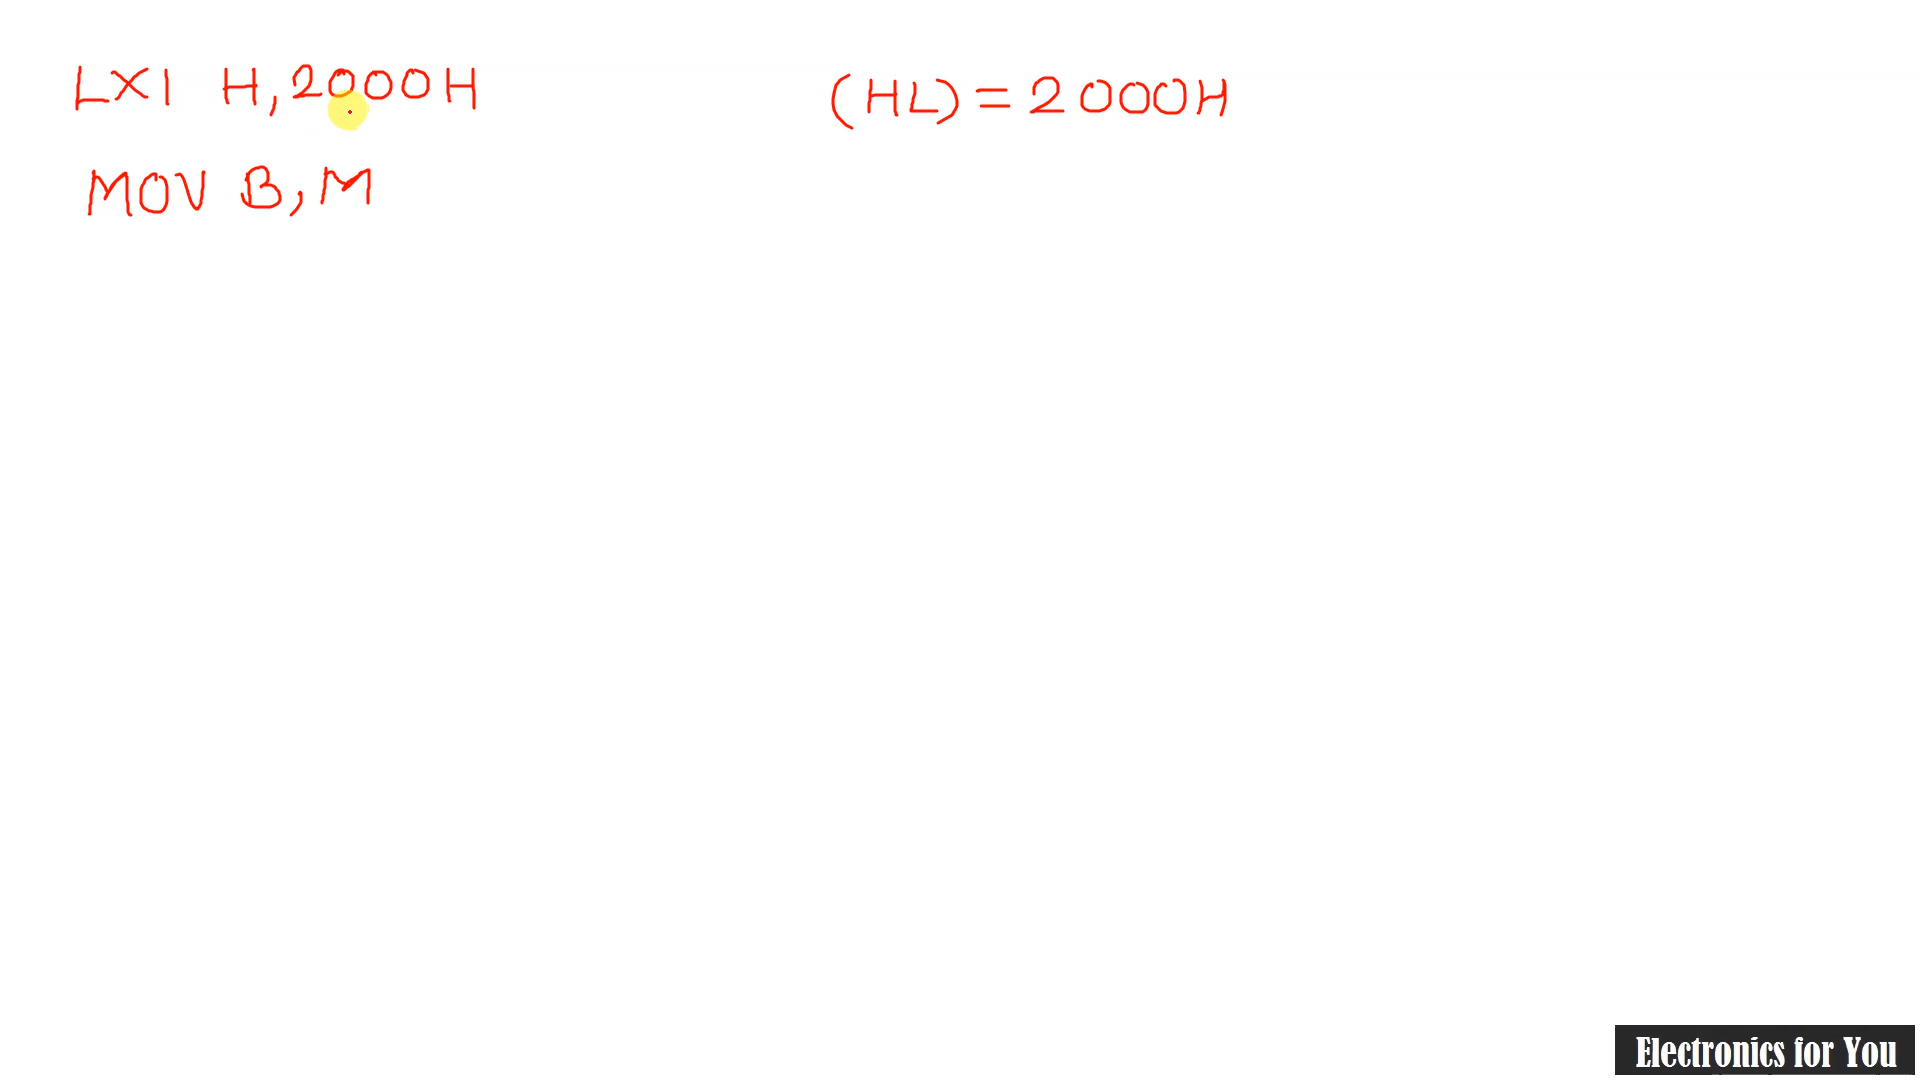 LXI H,2000H
(HL) = 2000H
MOV B,M
Electronics for You